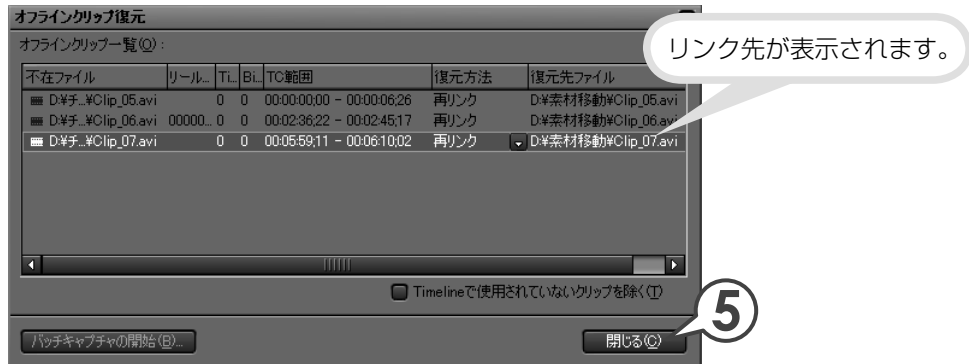 オフラインクリップ復元
オフラインクリップ一覧(O):
リンク先が表示されます。
不在ファイル リール... Ti... Bi... TC範囲 復元方法 復元先ファイル
D:¥チ...¥Clip_05.avi 0 0 00:00:00;00 - 00:00:06;26 再リンク D:¥素材移動¥Clip_05.avi
D:¥チ...¥Clip_06.avi 00000... 0 0 00:02:36;22 - 00:02:45;17 再リンク D:¥素材移動¥Clip_06.avi
D:¥チ...¥Clip_07.avi 0 0 00:05:59;11 - 00:06:10;02 再リンク D:¥素材移動¥Clip_07.avi
Timelineで使用されていないクリップを除く(T)
バッチキャプチャの開始(B)... 閉じる(C)
5